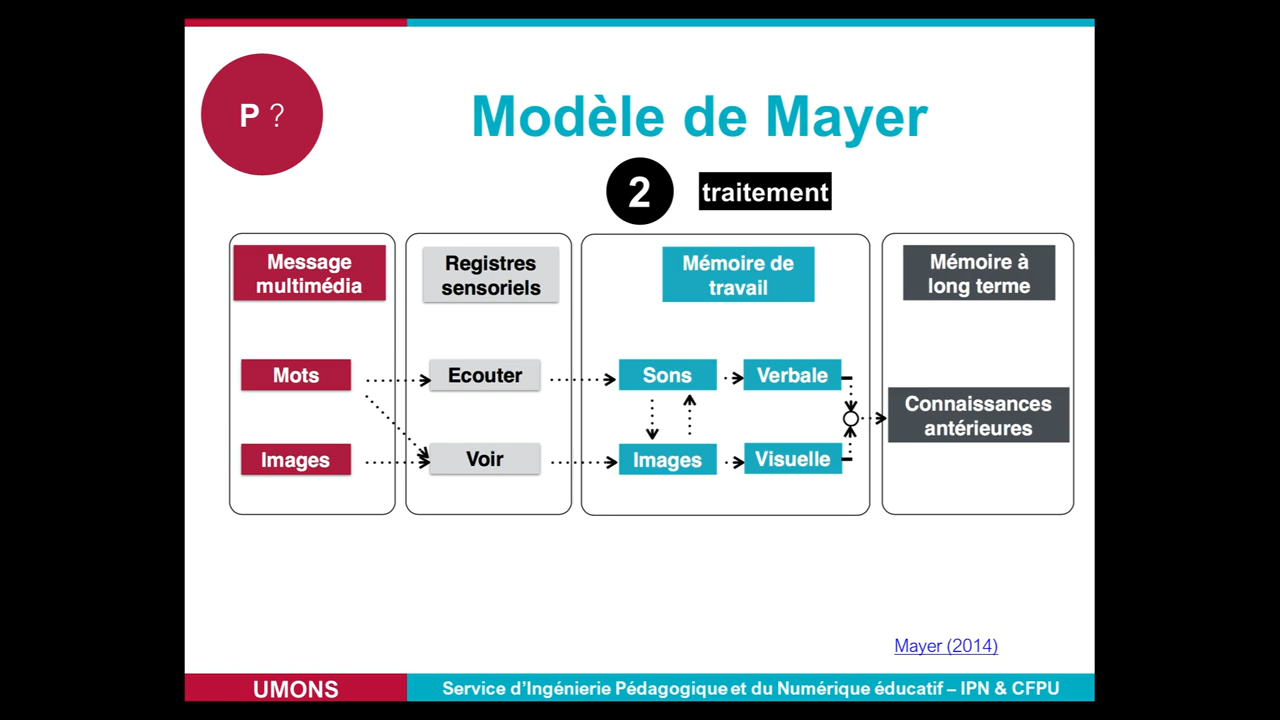 P ?
Modèle de Mayer
2
traitement
Message
multimédia
Registres
sensoriels
Mémoire de
travail
Mémoire à
long terme
Mots
Ecouter
Sons
Verbale
Connaissances
antérieures
Images
Voir
Images
Visuelle
Mayer (2014)
UMONS
Service d'Ingénierie Pédagogique et du Numérique éducatif – IPN & CFPU